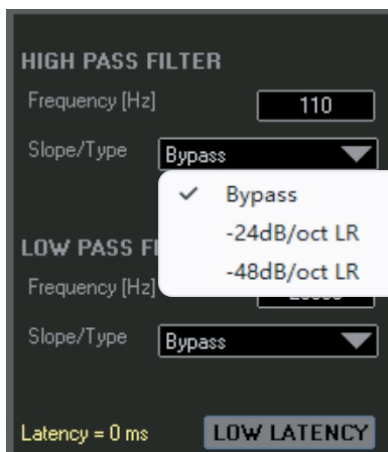 HIGH PASS FILTER
Frequency [Hz] 110
Slope/Type Bypass
Bypass
-24dB/oct LR
-48dB/oct LR
LOW PASS
Frequency [Hz]
Slope/Type Bypass
Latency = 0 ms LOW LATENCY